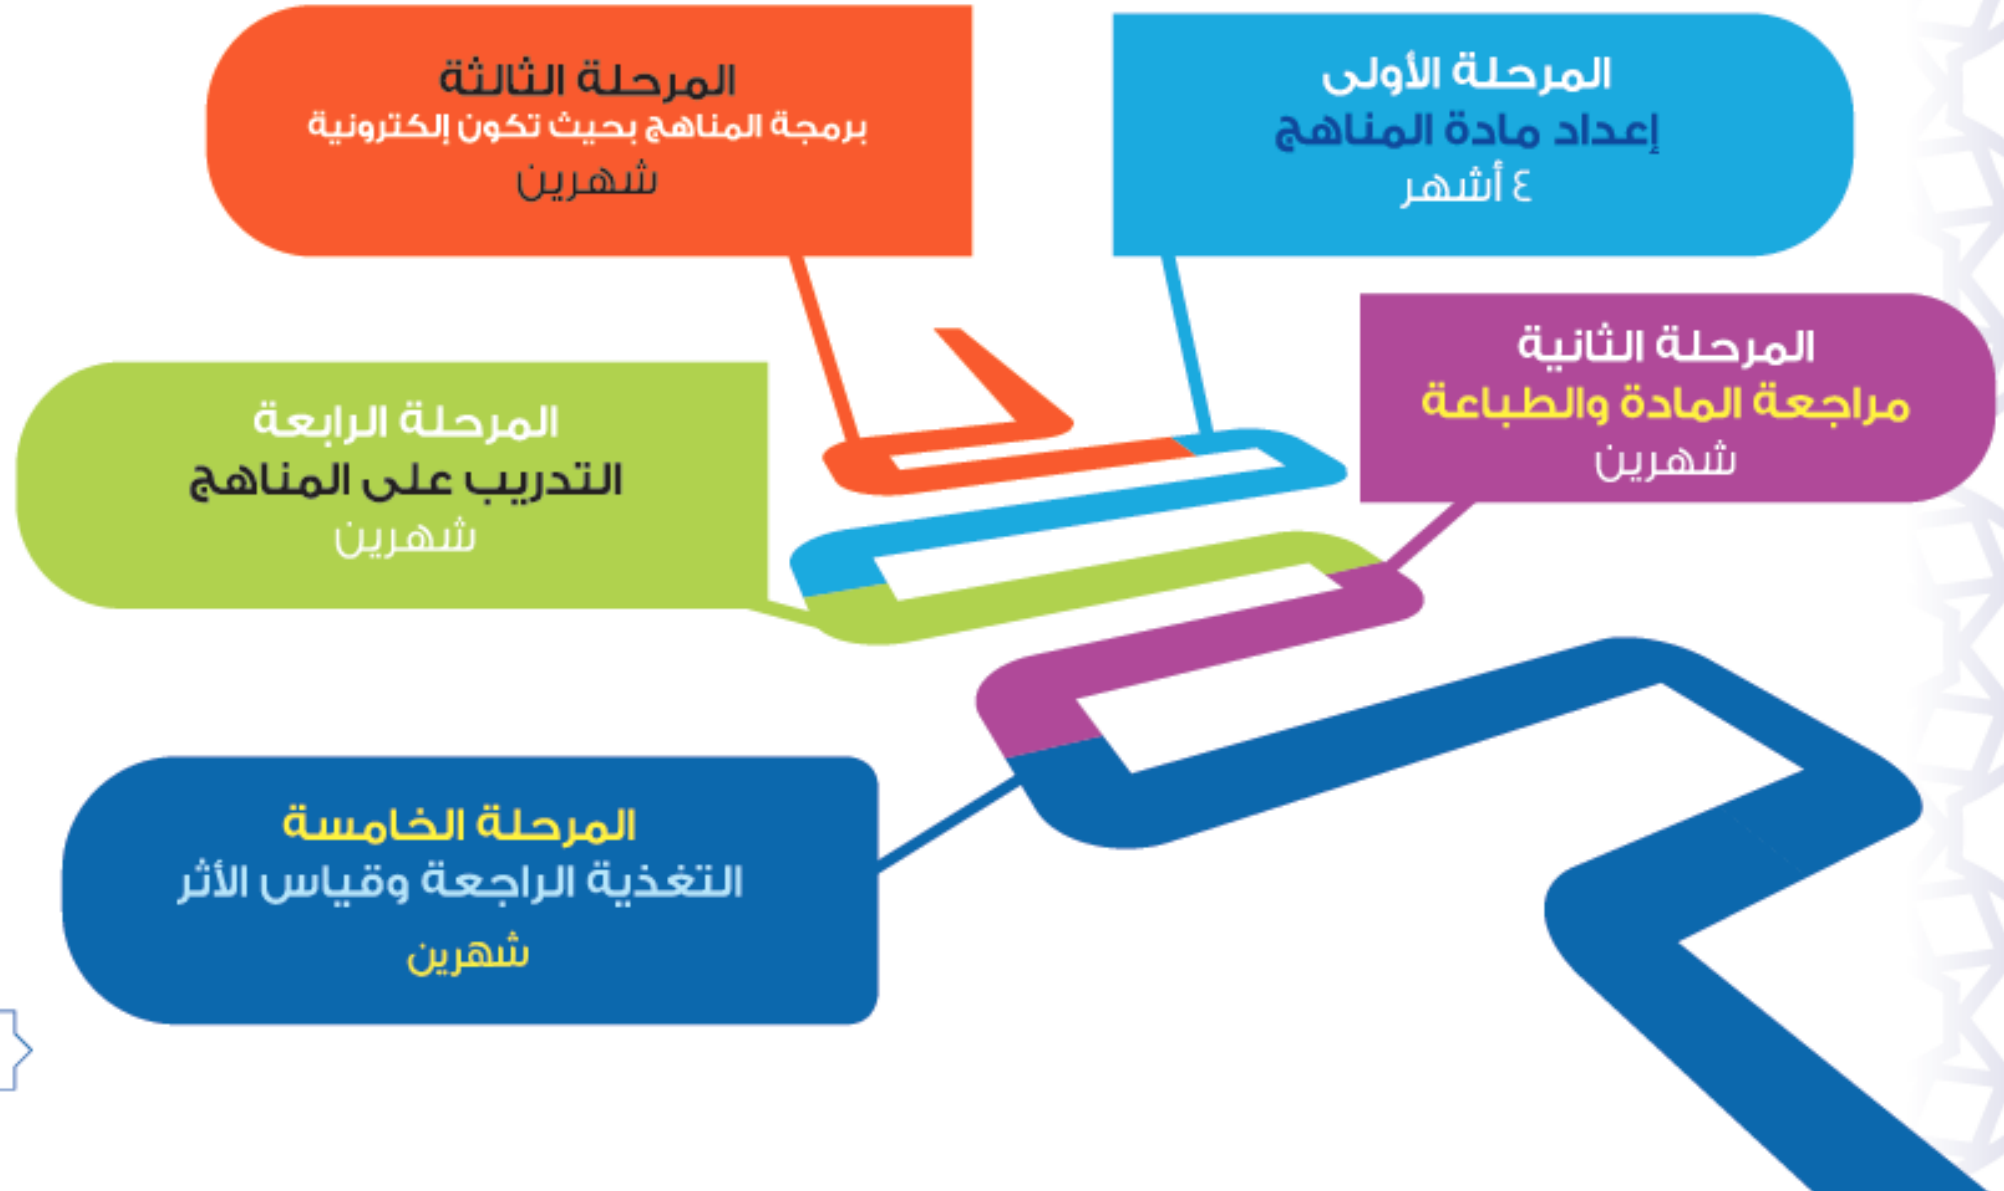 المرحلة الأولى
إعداد مادة المناهج
٤ أشهر
المرحلة الثانية
مراجعة المادة والطباعة
شهرين
المرحلة الثالثة
برمجة المناهج بحيث تكون إلكترونية
شهرين
المرحلة الرابعة
التدريب على المناهج
شهرين
المرحلة الخامسة
التغذية الراجعة وقياس الأثر
شهرين